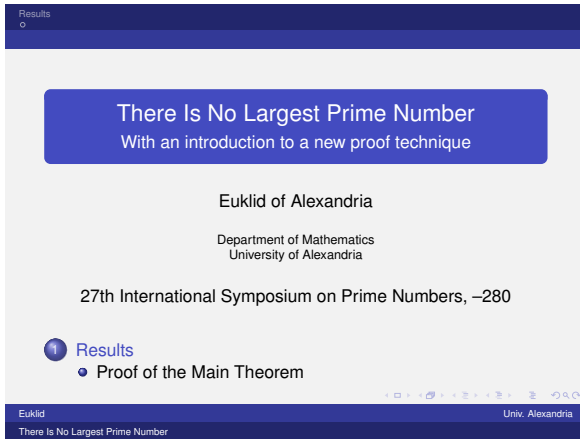 Results
There Is No Largest Prime Number
With an introduction to a new proof technique
Euklid of Alexandria
Department of Mathematics
University of Alexandria
27th International Symposium on Prime Numbers, –280
1 Results
Proof of the Main Theorem
Euklid Univ. Alexandria
There Is No Largest Prime Number